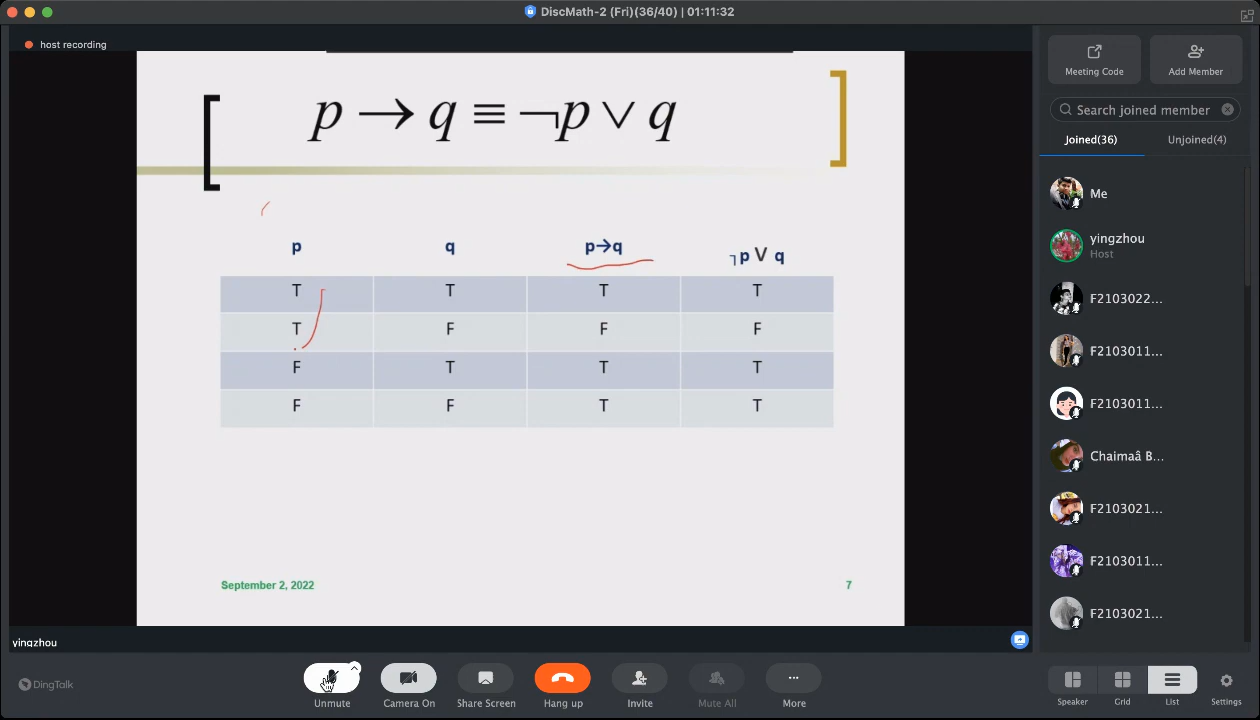 DiscMath-2 (Fri)(36/40) | 01:11:32
host recording
p → q ≡ ¬p ∨ q
p q p→q ¬p V q
T T T T
T F F F
F T T T
F F T T
September 2, 2022 7
yingzhou
DingTalk
Unmute Camera On Share Screen Hang up Invite Mute All More
Meeting Code Add Member
Search joined member
Joined(36) Unjoined(4)
Me
yingzhou
Host
F2103022...
F2103011...
F2103011...
Chaimaâ B...
F2103021...
F2103011...
F2103021...
Speaker Grid List Settings